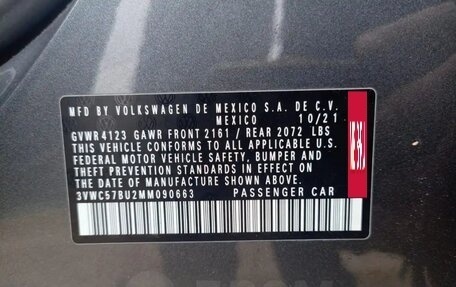 MFD BY VOLKSWAGEN DE MEXICO S.A. DE C.V.
MEXICO 10/21
GVWR 4123 GAWR FRONT 2161 / REAR 2072 LBS
THIS VEHICLE CONFORMS TO ALL APPLICABLE U.S.
FEDERAL MOTOR VEHICLE SAFETY, BUMPER AND
THEFT PREVENTION STANDARDS IN EFFECT ON THE
DATE OF MANUFACTURE SHOWN ABOVE
3VWC57BU2MM090663 PASSENGER CAR